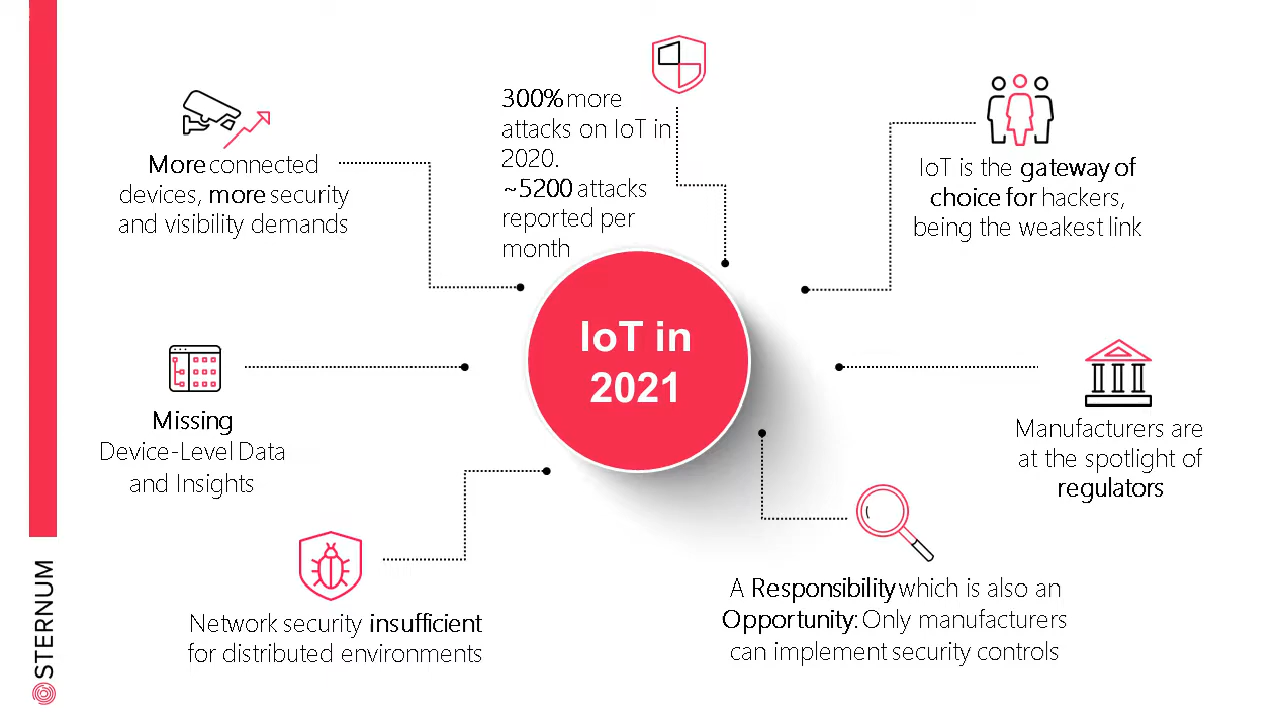 300% more
attacks on IoT in
2020.
~5200 attacks
reported per
month
More connected
devices, more security
and visibility demands
IoT is the gateway of
choice for hackers,
being the weakest link
IoT in
2021
Missing
Device-Level Data
and Insights
Manufacturers are
at the spotlight of
regulators
Network security insufficient
for distributed environments
A Responsibility which is also an
Opportunity: Only manufacturers
can implement security controls
STERNUM